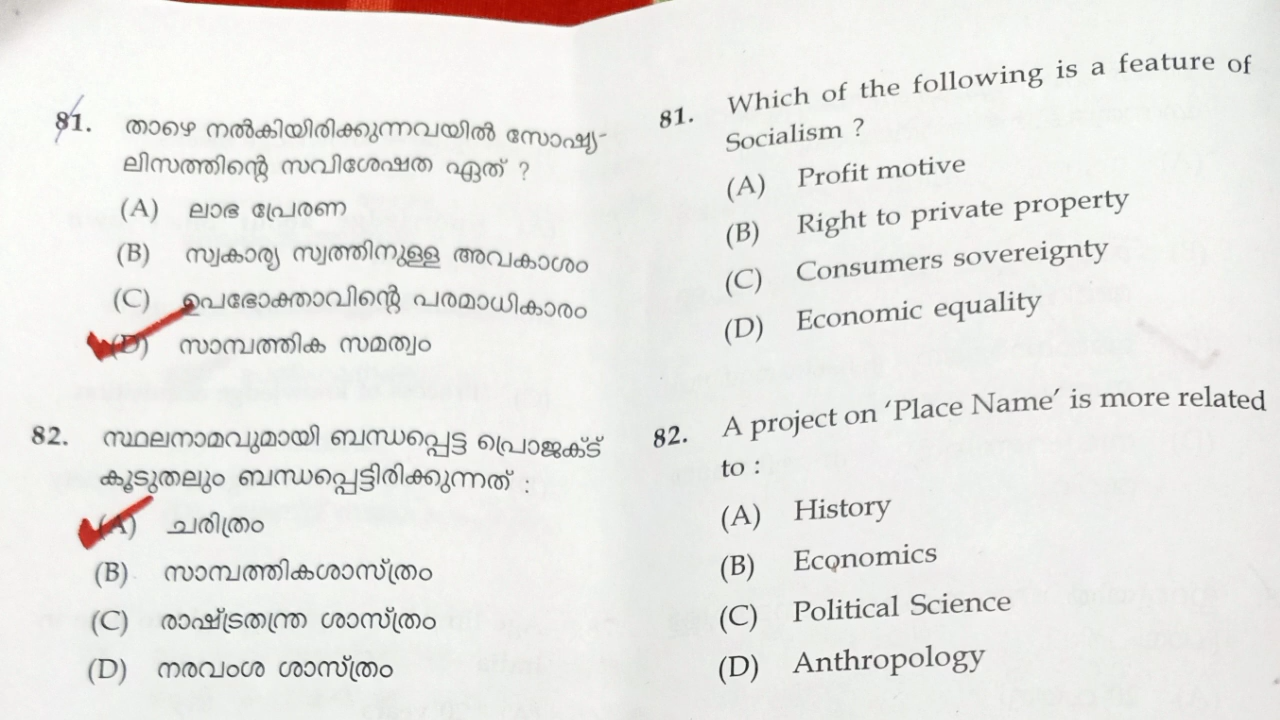 81. താഴെ നൽകിയിരിക്കുന്നവയിൽ സോഷ്യ-
ലിസത്തിന്റെ സവിശേഷത ഏത് ?
(A) ലാഭ പ്രേരണ
(B) സ്വകാര്യ സ്വത്തിനുള്ള അവകാശം
(C) ഉപഭോക്താവിന്റെ പരമാധികാരം
(D) സാമ്പത്തിക സമത്വം
82. സ്ഥലനാമവുമായി ബന്ധപ്പെട്ട പ്രൊജക്ട്
കൂടുതലും ബന്ധപ്പെട്ടിരിക്കുന്നത് :
(A) ചരിത്രം
(B) സാമ്പത്തികശാസ്ത്രം
(C) രാഷ്ട്രതന്ത്ര ശാസ്ത്രം
(D) നരവംശ ശാസ്ത്രം
81. Which of the following is a feature of
Socialism ?
(A) Profit motive
(B) Right to private property
(C) Consumers sovereignty
(D) Economic equality
82. A project on 'Place Name' is more related
to :
(A) History
(B) Economics
(C) Political Science
(D) Anthropology